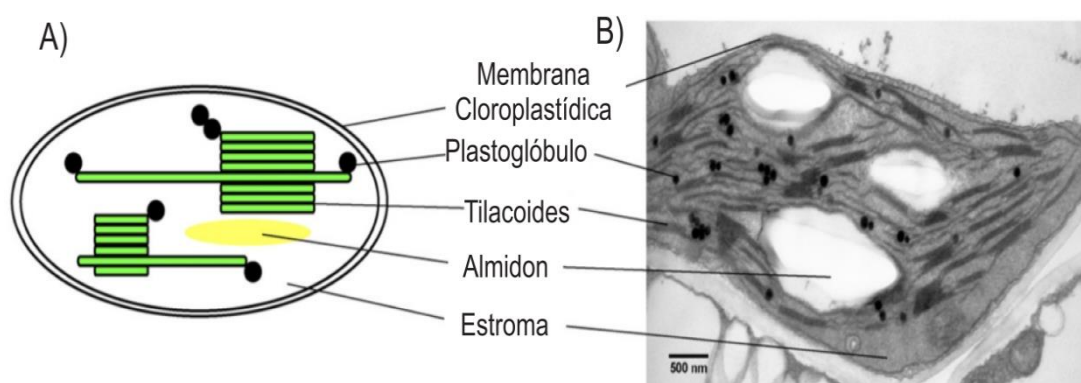 A)
B)
Membrana
Cloroplastídica
Plastoglóbulo
Tilacoides
Almidon
Estroma
500 nm